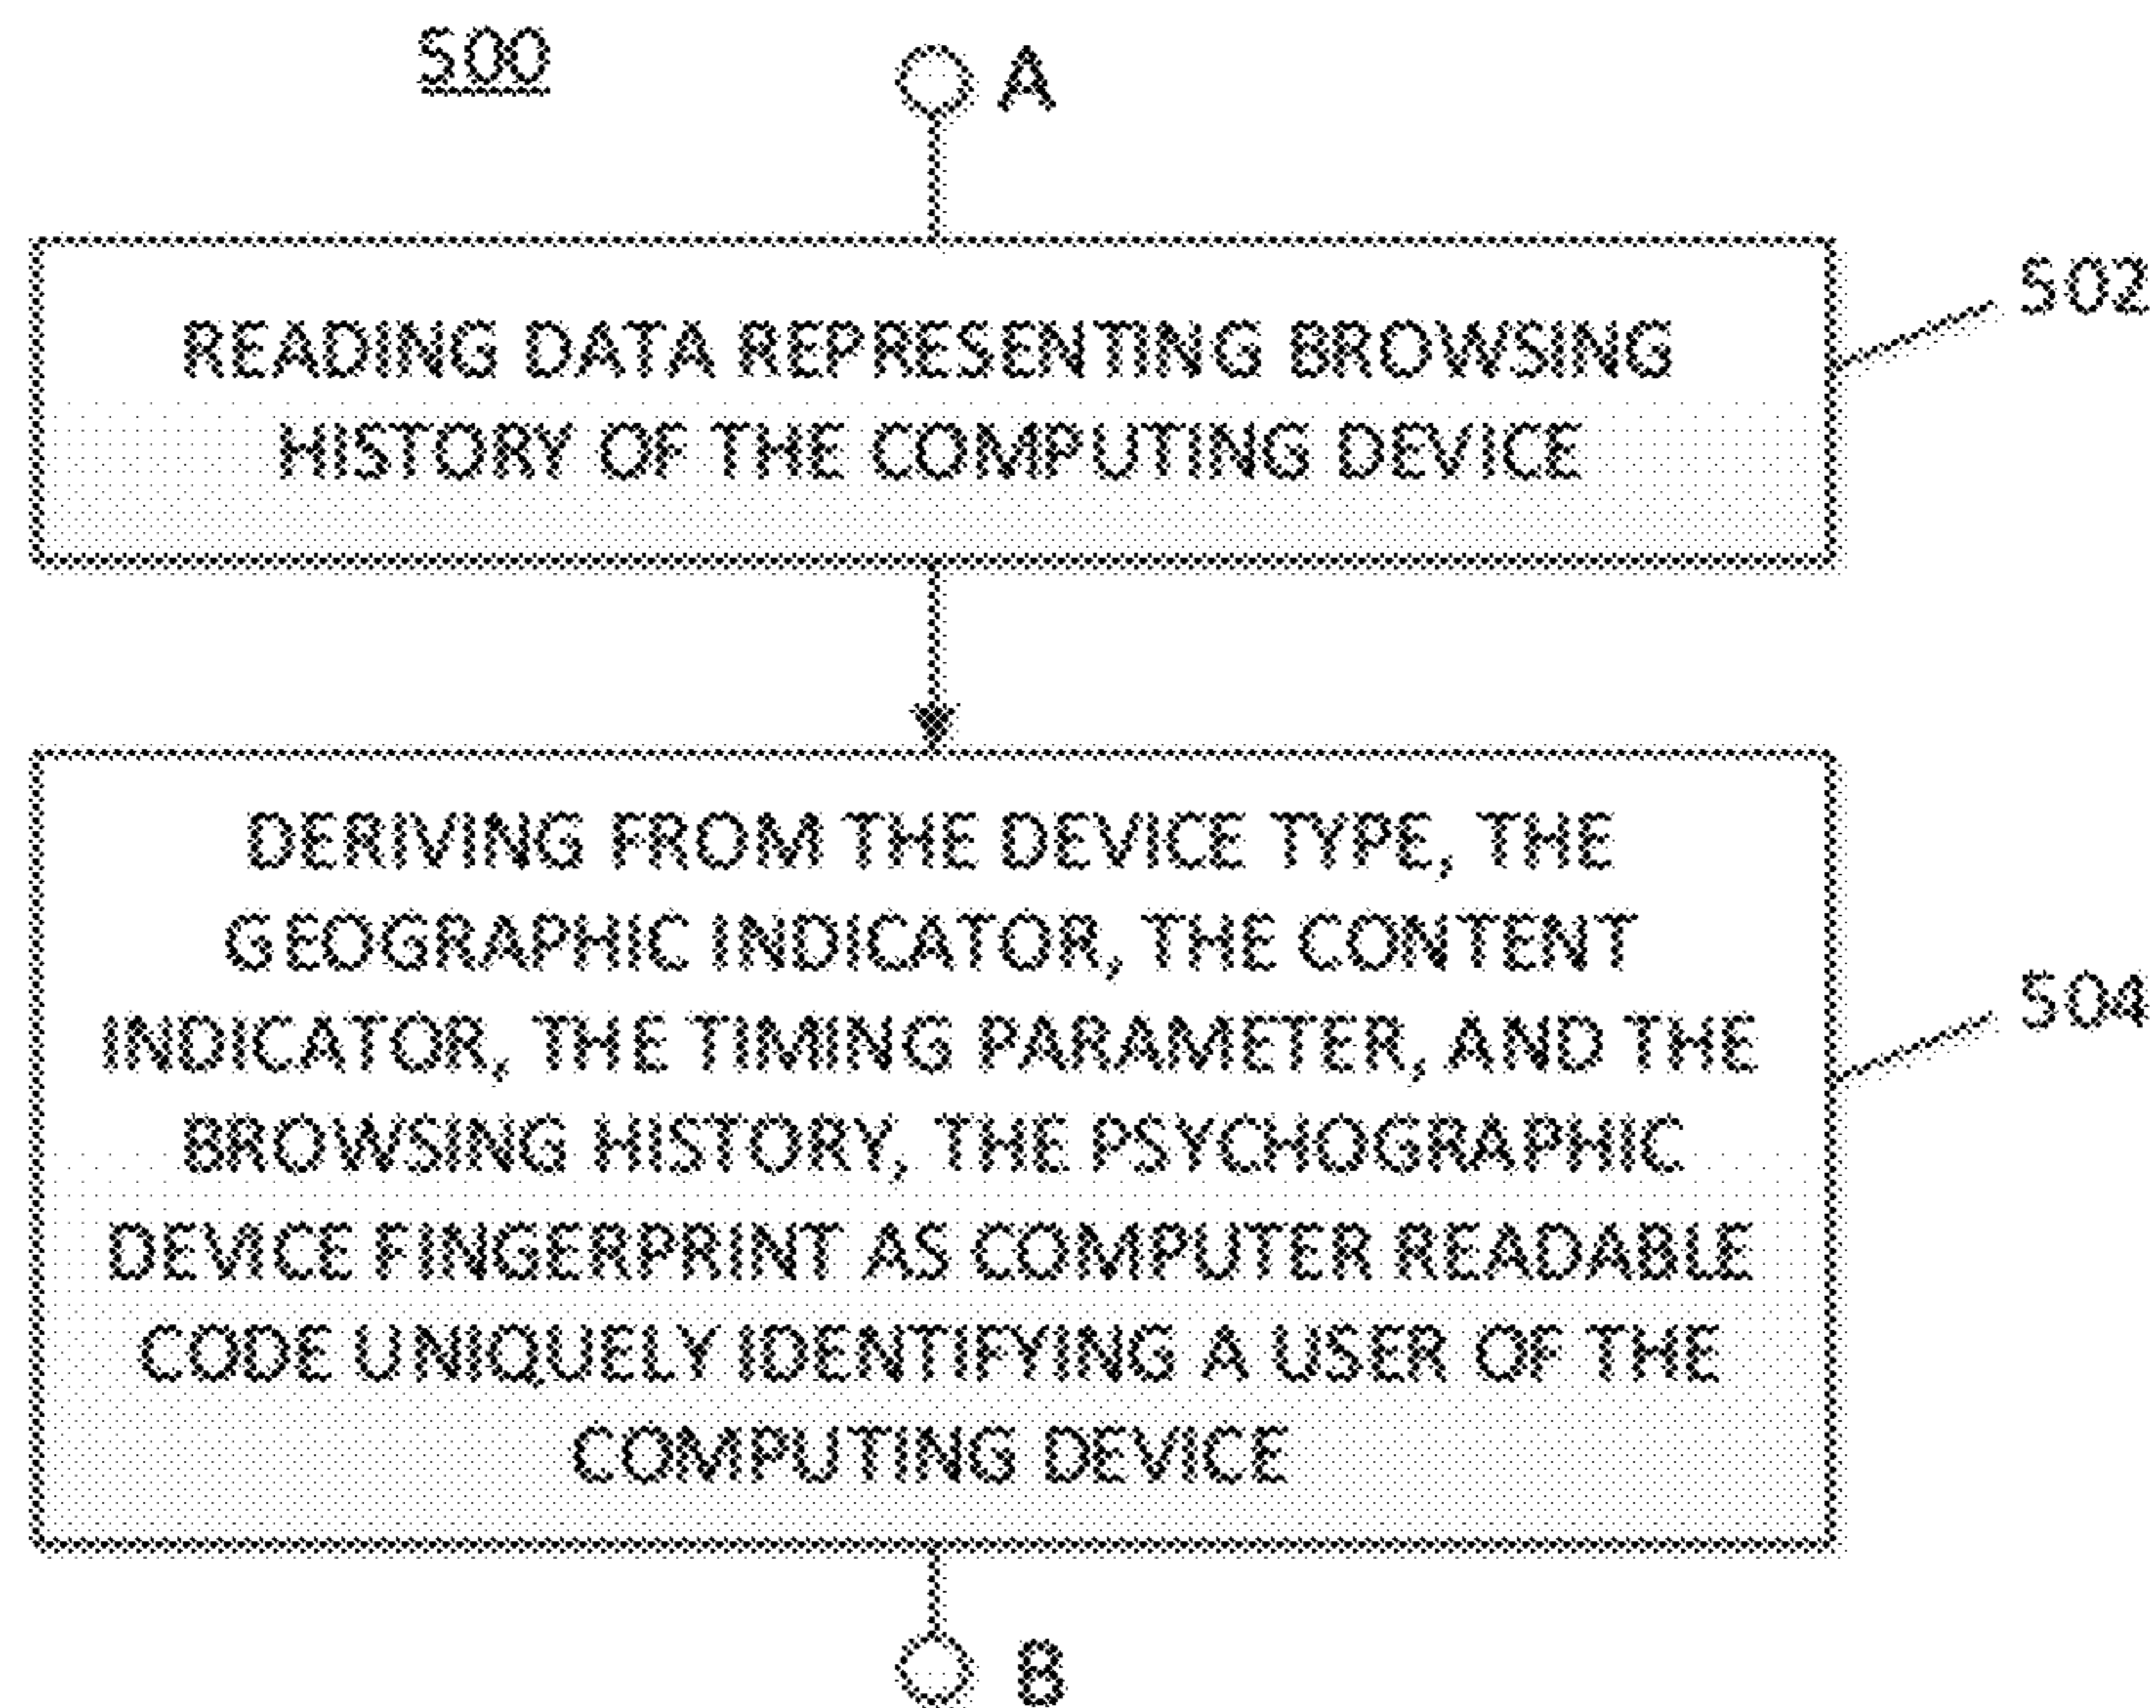 500
A
READING DATA REPRESENTING BROWSING
HISTORY OF THE COMPUTING DEVICE
502
DERIVING FROM THE DEVICE TYPE, THE
GEOGRAPHIC INDICATOR, THE CONTENT
INDICATOR, THE TIMING PARAMETER, AND THE
BROWSING HISTORY, THE PSYCHOGRAPHIC
DEVICE FINGERPRINT AS COMPUTER READABLE
CODE UNIQUELY IDENTIFYING A USER OF THE
COMPUTING DEVICE
504
B